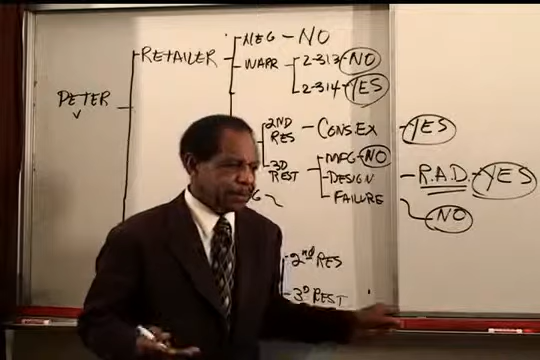 NEG - NO
RETAILER
WARR
2-313 NO
2-314 YES
PETER
V
2ND RES - CONS EX - YES
3D REST
MFG - NO
DESIGN - R.A.D. - YES
FAILURE
NO
2nd RES
3D REST